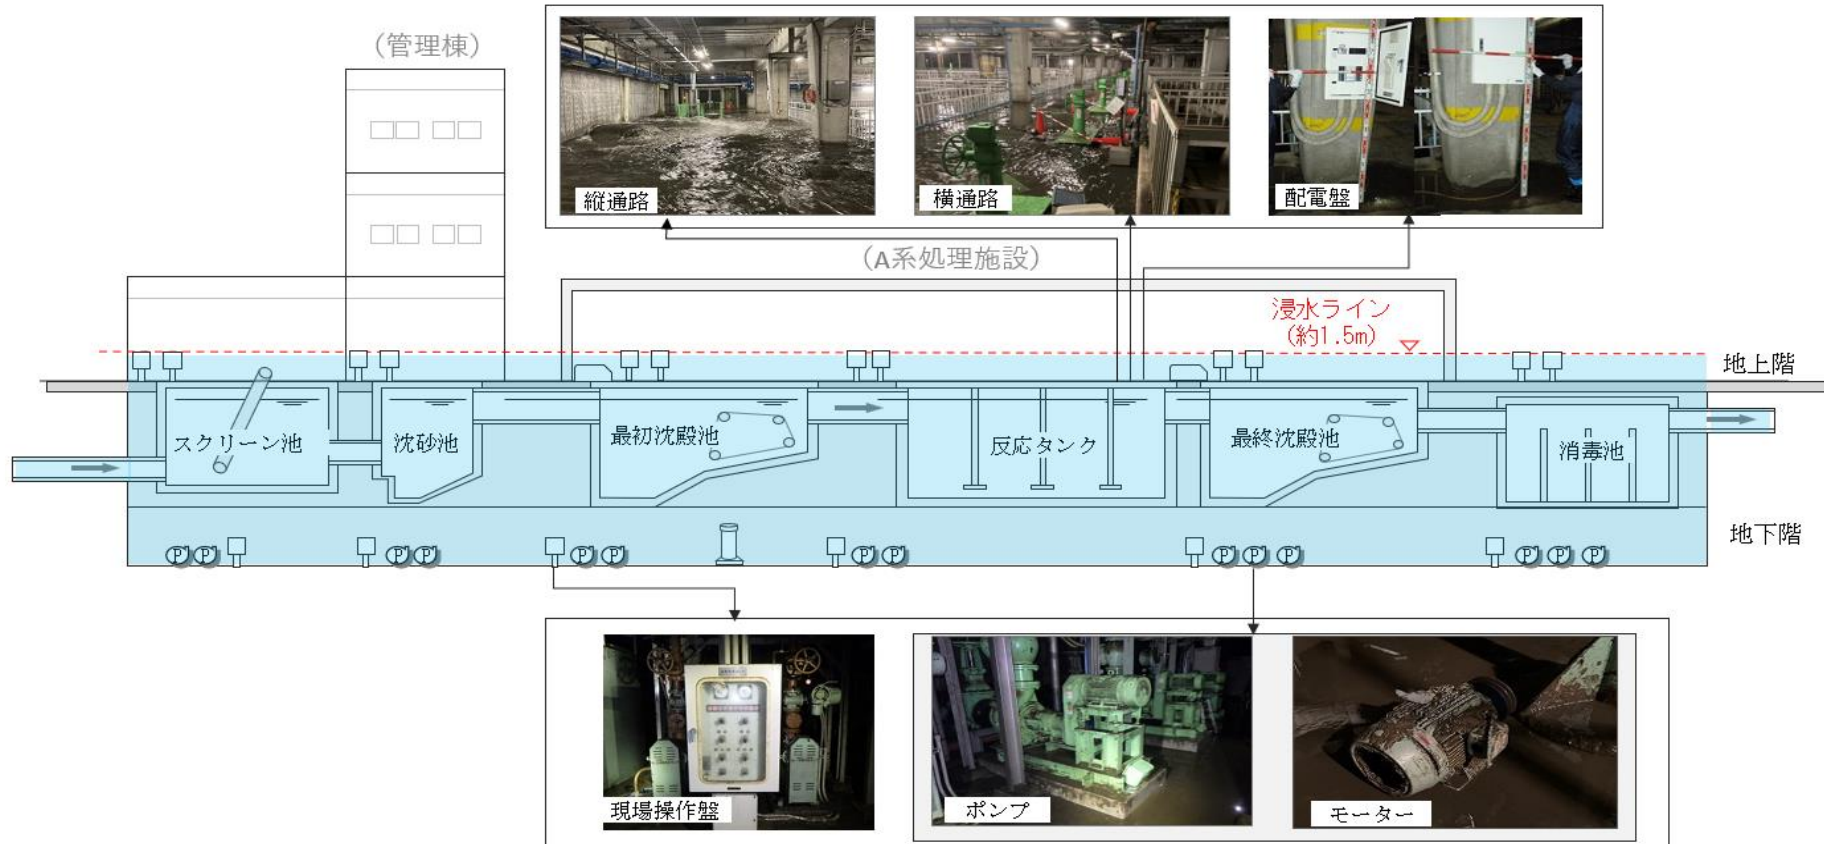 (管理棟)
縦通路
横通路
配電盤
(A系処理施設)
浸水ライン
(約1.5m)
地上階
スクリーン池
沈砂池
最初沈殿池
反応タンク
最終沈殿池
消毒池
地下階
P P
P P
P P
P P
P P P
P P P
現場操作盤
ポンプ
モーター